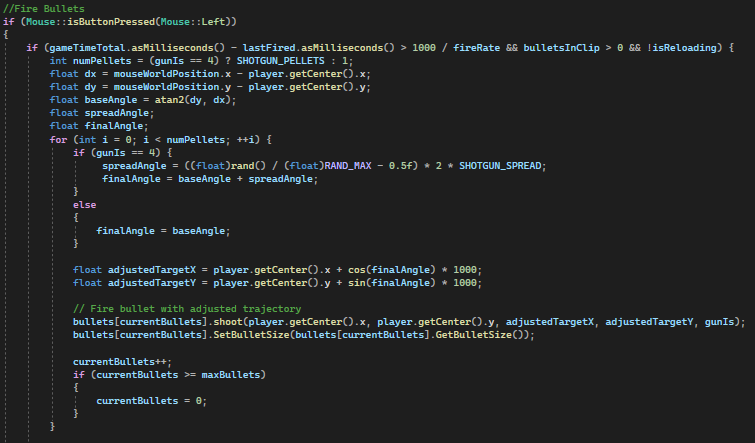 //Fire Bullets
if (Mouse::isButtonPressed(Mouse::Left))
{
if (gameTimeTotal.asMilliseconds() - lastFired.asMilliseconds() > 1000 / fireRate && bulletsInClip > 0 && !isReloading) {
int numPellets = (gunIs == 4) ? SHOTGUN_PELLETS : 1;
float dx = mouseWorldPosition.x - player.getCenter().x;
float dy = mouseWorldPosition.y - player.getCenter().y;
float baseAngle = atan2(dy, dx);
float spreadAngle;
float finalAngle;
for (int i = 0; i < numPellets; ++i) {
if (gunIs == 4) {
spreadAngle = ((float)rand() / (float)RAND_MAX - 0.5f) * 2 * SHOTGUN_SPREAD;
finalAngle = baseAngle + spreadAngle;
}
else
{
finalAngle = baseAngle;
}
float adjustedTargetX = player.getCenter().x + cos(finalAngle) * 1000;
float adjustedTargetY = player.getCenter().y + sin(finalAngle) * 1000;
// Fire bullet with adjusted trajectory
bullets[currentBullets].shoot(player.getCenter().x, player.getCenter().y, adjustedTargetX, adjustedTargetY, gunIs);
bullets[currentBullets].SetBulletSize(bullets[currentBullets].GetBulletSize());
currentBullets++;
if (currentBullets >= maxBullets)
{
currentBullets = 0;
}
}